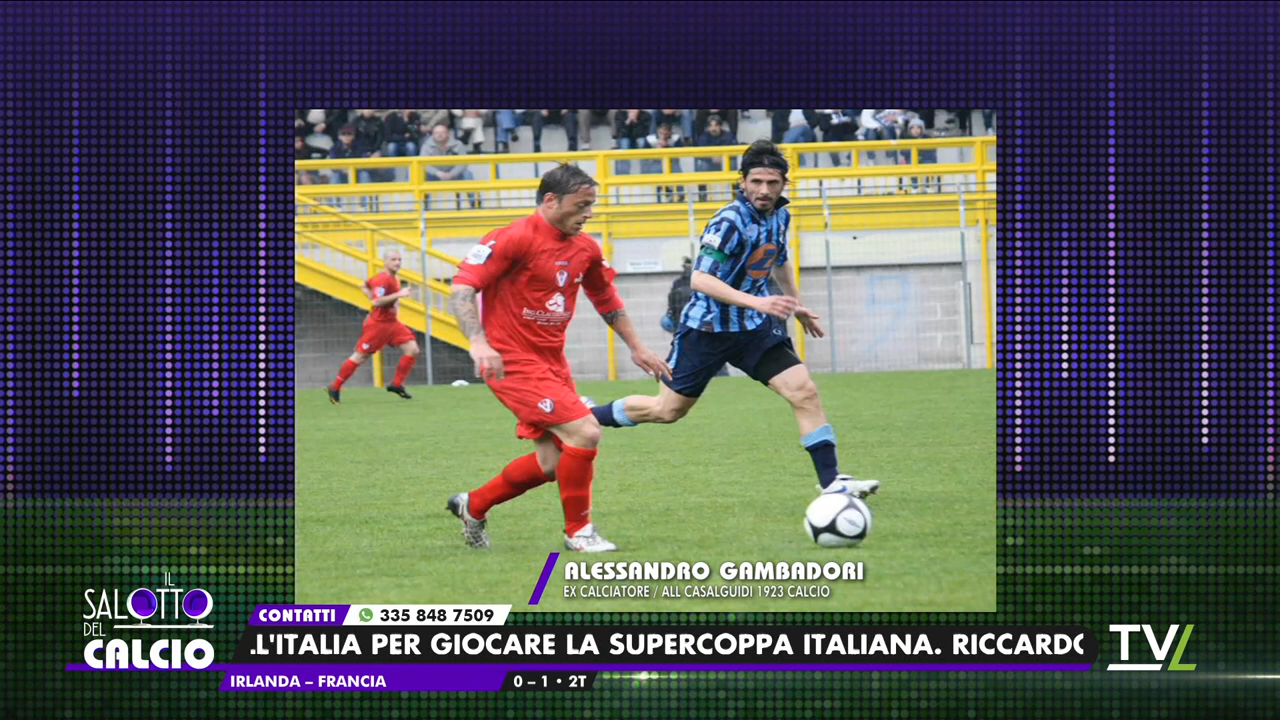 ALESSANDRO GAMBADORI
EX CALCIATORE / ALL CASALGUIDI 1923 CALCIO
IL
SALOTTO
DEL
CALCIO
CONTATTI 335 848 7509
.L'ITALIA PER GIOCARE LA SUPERCOPPA ITALIANA. RICCARDO
IRLANDA – FRANCIA 0 – 1 • 2T
TVL